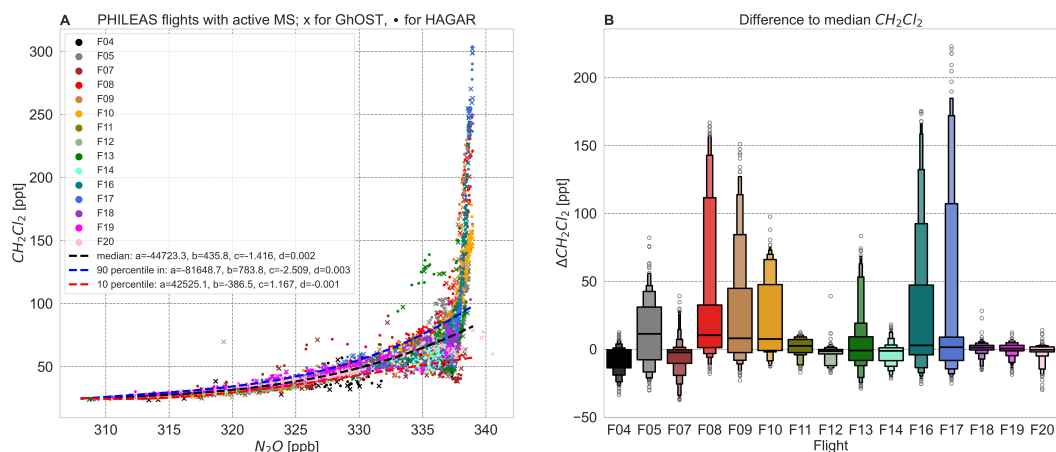 A PHILEAS flights with active MS; x for GhOST, • for HAGAR
CH2Cl2 [ppt]
300
250
200
150
100
50
F04
F05
F07
F08
F09
F10
F11
F12
F13
F14
F16
F17
F18
F19
F20
median: a=-44723.3, b=435.8, c=-1.416, d=0.002
90 percentile in: a=-81648.7, b=783.8, c=-2.509, d=0.003
10 percentile: a=42525.1, b=-386.5, c=1.167, d=-0.001
310 315 320 325 330 335 340
N2O [ppb]
B Difference to median CH2Cl2
ΔCH2Cl2 [ppt]
200
150
100
50
0
−50
F04 F05 F07 F08 F09 F10 F11 F12 F13 F14 F16 F17 F18 F19 F20
Flight